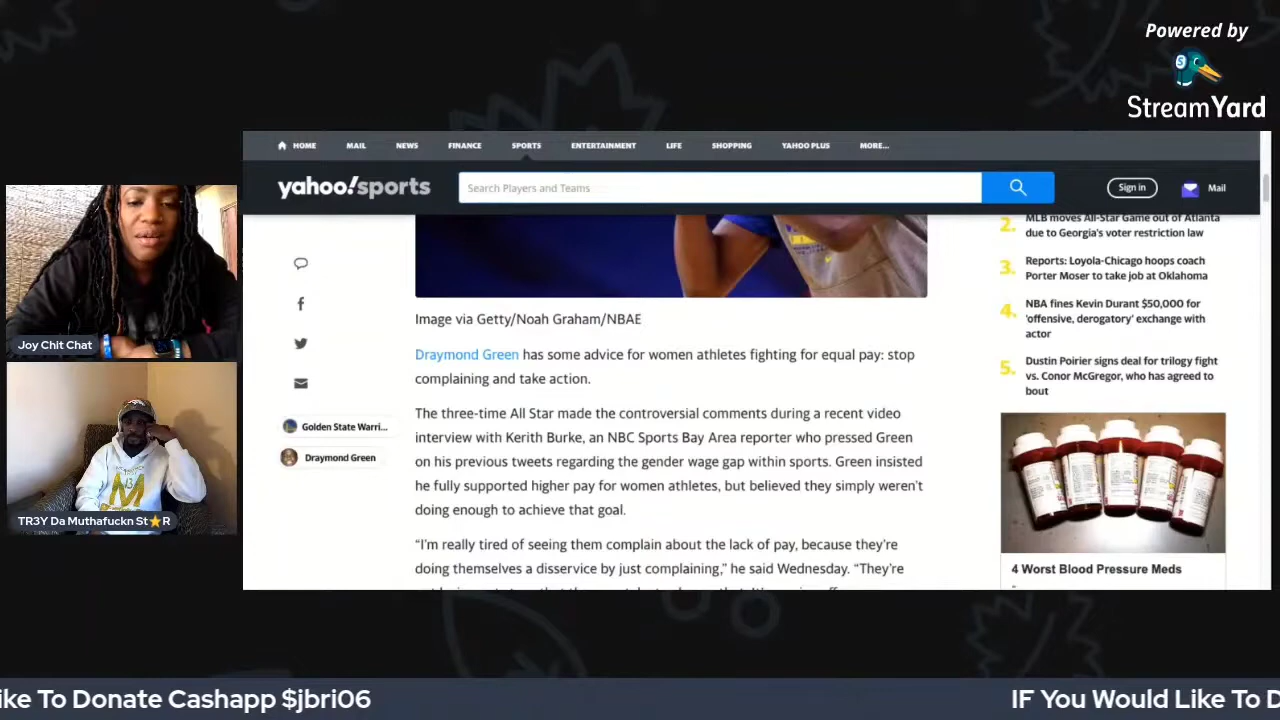 Powered by
StreamYard
HOME MAIL NEWS FINANCE SPORTS ENTERTAINMENT LIFE SHOPPING YAHOO PLUS MORE...
yahoo!sports
Search Players and Teams
Sign in
Mail
Joy Chit Chat
TR3Y Da Muthafuckn St⭐R
Golden State Warri...
Draymond Green
Image via Getty/Noah Graham/NBAE
Draymond Green has some advice for women athletes fighting for equal pay: stop
complaining and take action.
The three-time All Star made the controversial comments during a recent video
interview with Kerith Burke, an NBC Sports Bay Area reporter who pressed Green
on his previous tweets regarding the gender wage gap within sports. Green insisted
he fully supported higher pay for women athletes, but believed they simply weren't
doing enough to achieve that goal.
“I'm really tired of seeing them complain about the lack of pay, because they're
doing themselves a disservice by just complaining,” he said Wednesday. “They're
2. MLB moves All-Star Game out of Atlanta
due to Georgia's voter restriction law
3. Reports: Loyola-Chicago hoops coach
Porter Moser to take job at Oklahoma
4. NBA fines Kevin Durant $50,000 for
'offensive, derogatory' exchange with
actor
5. Dustin Poirier signs deal for trilogy fight
vs. Conor McGregor, who has agreed to
bout
4 Worst Blood Pressure Meds
ike To Donate Cashapp $jbri06
IF You Would Like To D